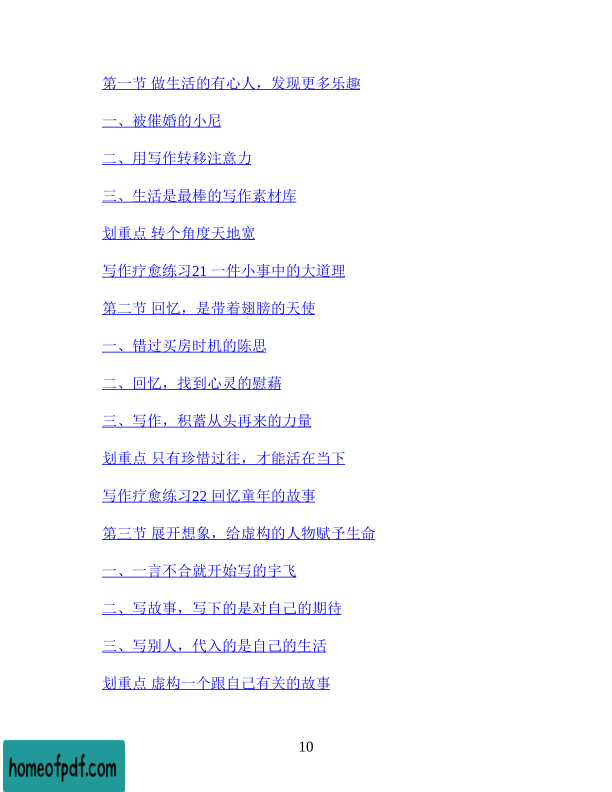 第一节 做生活的有心人，发现更多乐趣
一、被催婚的小尼
二、用写作转移注意力
三、生活是最棒的写作素材库
划重点 转个角度天地宽
写作疗愈练习21 一件小事中的大道理
第二节 回忆，是带着翅膀的天使
一、错过买房时机的陈思
二、回忆，找到心灵的慰藉
三、写作，积蓄从头再来的力量
划重点 只有珍惜过往，才能活在当下
写作疗愈练习22 回忆童年的故事
第三节 展开想象，给虚构的人物赋予生命
一、一言不合就开始写的宇飞
二、写故事，写下的是对自己的期待
三、写别人，代入的是自己的生活
划重点 虚构一个跟自己有关的故事
10
homeofpdf.com